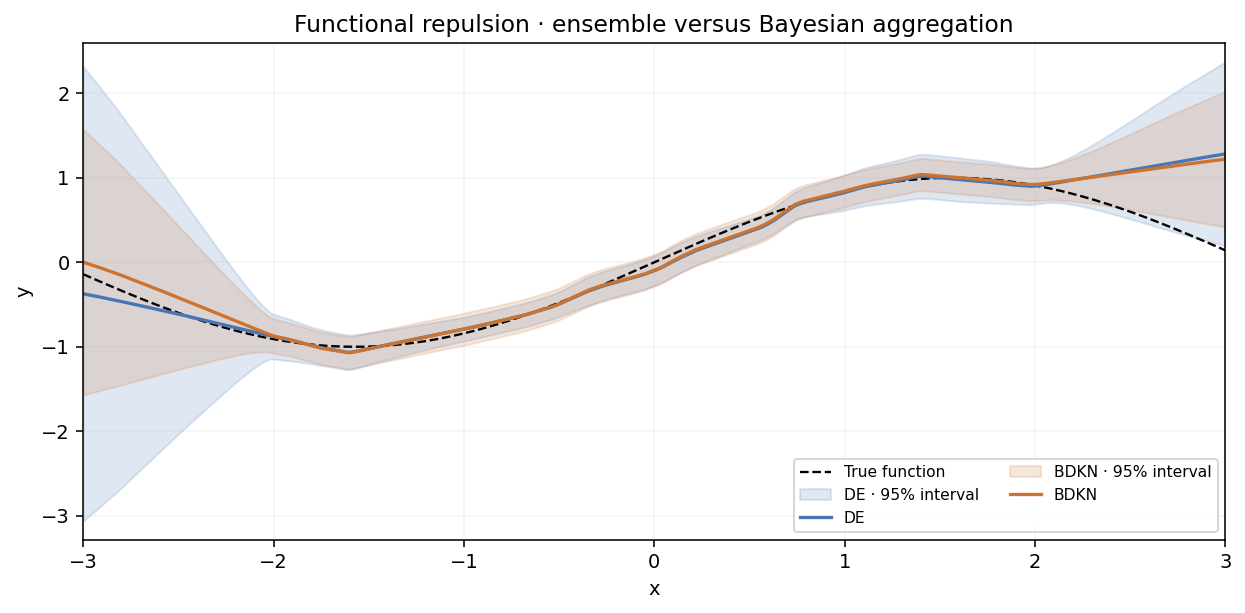 Functional repulsion · ensemble versus Bayesian aggregation
y
2
1
0
−1
−2
−3
−3 −2 −1 0 1 2 3
x
True function
DE · 95% interval
DE
BDKN · 95% interval
BDKN